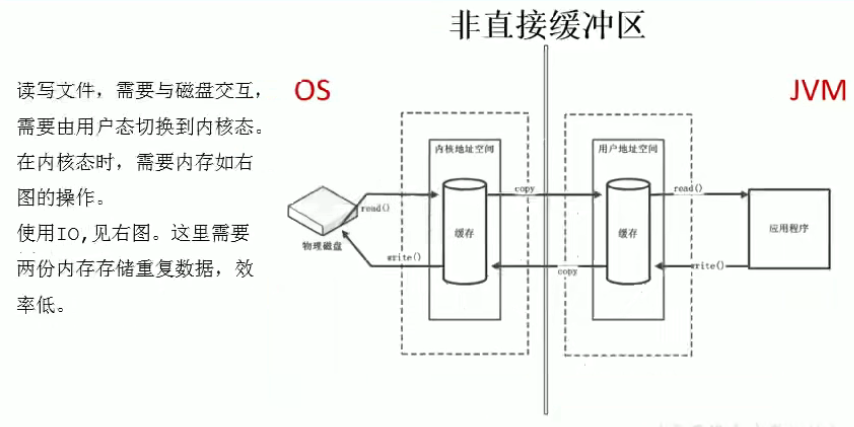 非直接缓冲区
读写文件，需要与磁盘交互，
需要由用户态切换到内核态。
在内核态时，需要内存如右
图的操作。
使用IO,见右图。这里需要
两份内存存储重复数据，效
率低。
OS
JVM
内核地址空间
用户地址空间
copy
read()
read()
缓存
缓存
应用程序
物理磁盘
write()
copy
write()